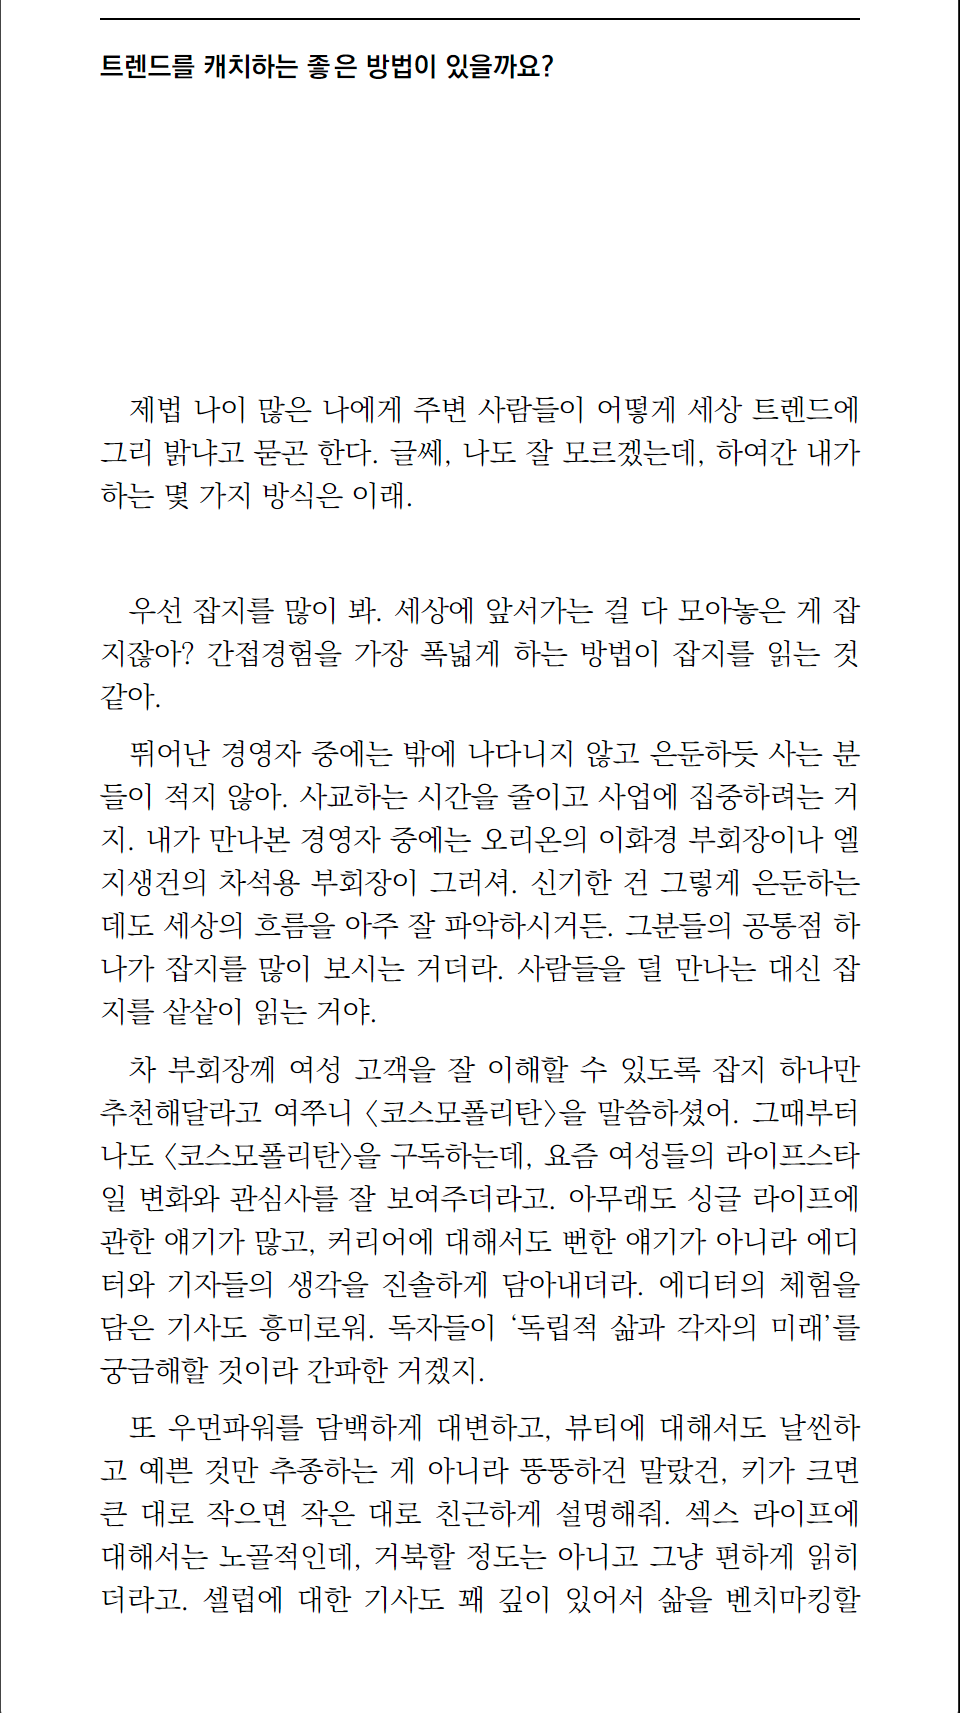 트렌드를 캐치하는 좋은 방법이 있을까요?
제법 나이 많은 나에게 주변 사람들이 어떻게 세상 트렌드에
그리 밝냐고 묻곤 한다. 글쎄, 나도 잘 모르겠는데, 하여간 내가
하는 몇 가지 방식은 이래.
우선 잡지를 많이 봐. 세상에 앞서가는 걸 다 모아놓은 게 잡
지잖아? 간접경험을 가장 폭넓게 하는 방법이 잡지를 읽는 것
같아.
뛰어난 경영자 중에는 밖에 나다니지 않고 은둔하듯 사는 분
들이 적지 않아. 사교하는 시간을 줄이고 사업에 집중하려는 거
지. 내가 만나본 경영자 중에는 오리온의 이화경 부회장이나 엘
지생건의 차석용 부회장이 그러셔. 신기한 건 그렇게 은둔하는
데도 세상의 흐름을 아주 잘 파악하시거든. 그분들의 공통점 하
나가 잡지를 많이 보시는 거더라. 사람들을 덜 만나는 대신 잡
지를 샅샅이 읽는 거야.
차 부회장께 여성 고객을 잘 이해할 수 있도록 잡지 하나만
추천해달라고 여쭈니 〈코스모폴리탄〉을 말씀하셨어. 그때부터
나도 〈코스모폴리탄〉을 구독하는데, 요즘 여성들의 라이프스타
일 변화와 관심사를 잘 보여주더라고. 아무래도 싱글 라이프에
관한 얘기가 많고, 커리어에 대해서도 뻔한 얘기가 아니라 에디
터와 기자들의 생각을 진솔하게 담아내더라. 에디터의 체험을
담은 기사도 흥미로워. 독자들이 ‘독립적 삶과 각자의 미래’를
궁금해할 것이라 간파한 거겠지.
또 우먼파워를 담백하게 대변하고, 뷰티에 대해서도 날씬하
고 예쁜 것만 추종하는 게 아니라 뚱뚱하건 말랐건, 키가 크면
큰 대로 작으면 작은 대로 친근하게 설명해줘. 섹스 라이프에
대해서는 노골적인데, 거북할 정도는 아니고 그냥 편하게 읽히
더라고. 셀럽에 대한 기사도 꽤 깊이 있어서 삶을 벤치마킹할